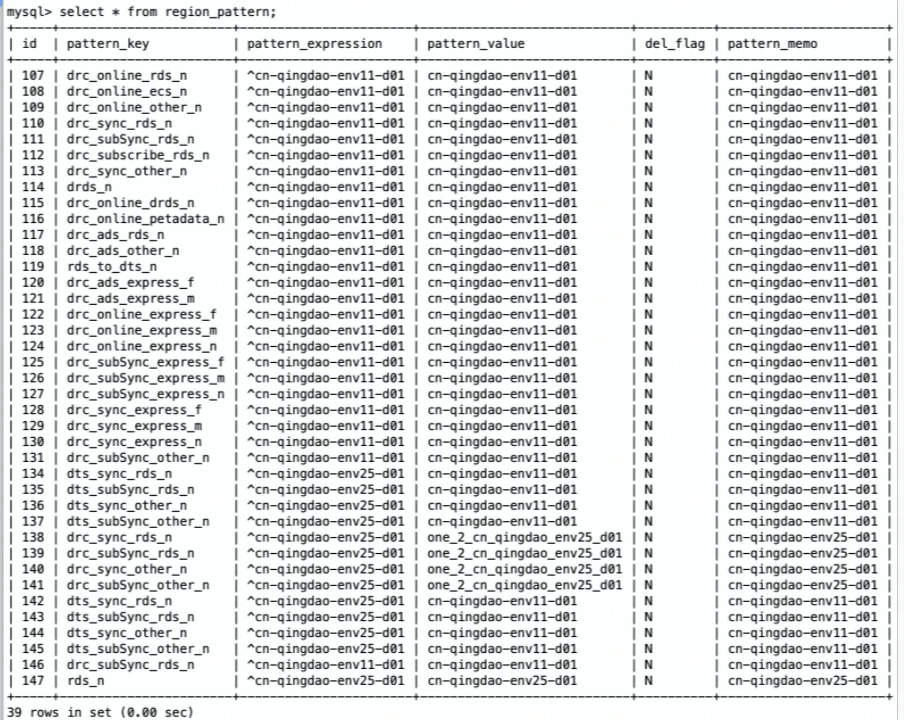 mysql> select * from region_pattern;
+-----+-----------------------+---------------------+--------------------------+----------+---------------------+
| id | pattern_key | pattern_expression | pattern_value | del_flag | pattern_memo |
+-----+-----------------------+---------------------+--------------------------+----------+---------------------+
| 107 | drc_online_rds_n | ^cn-qingdao-env11-d01 | cn-qingdao-env11-d01 | N | cn-qingdao-env11-d01 |
| 108 | drc_online_ecs_n | ^cn-qingdao-env11-d01 | cn-qingdao-env11-d01 | N | cn-qingdao-env11-d01 |
| 109 | drc_online_other_n | ^cn-qingdao-env11-d01 | cn-qingdao-env11-d01 | N | cn-qingdao-env11-d01 |
| 110 | drc_sync_rds_n | ^cn-qingdao-env11-d01 | cn-qingdao-env11-d01 | N | cn-qingdao-env11-d01 |
| 111 | drc_subSync_rds_n | ^cn-qingdao-env11-d01 | cn-qingdao-env11-d01 | N | cn-qingdao-env11-d01 |
| 112 | drc_subscribe_rds_n | ^cn-qingdao-env11-d01 | cn-qingdao-env11-d01 | N | cn-qingdao-env11-d01 |
| 113 | drc_sync_other_n | ^cn-qingdao-env11-d01 | cn-qingdao-env11-d01 | N | cn-qingdao-env11-d01 |
| 114 | drds_n | ^cn-qingdao-env11-d01 | cn-qingdao-env11-d01 | N | cn-qingdao-env11-d01 |
| 115 | drc_online_drds_n | ^cn-qingdao-env11-d01 | cn-qingdao-env11-d01 | N | cn-qingdao-env11-d01 |
| 116 | drc_online_petadata_n | ^cn-qingdao-env11-d01 | cn-qingdao-env11-d01 | N | cn-qingdao-env11-d01 |
| 117 | drc_ads_rds_n | ^cn-qingdao-env11-d01 | cn-qingdao-env11-d01 | N | cn-qingdao-env11-d01 |
| 118 | drc_ads_other_n | ^cn-qingdao-env11-d01 | cn-qingdao-env11-d01 | N | cn-qingdao-env11-d01 |
| 119 | rds_to_dts_n | ^cn-qingdao-env11-d01 | cn-qingdao-env11-d01 | N | cn-qingdao-env11-d01 |
| 120 | drc_ads_express_f | ^cn-qingdao-env11-d01 | cn-qingdao-env11-d01 | N | cn-qingdao-env11-d01 |
| 121 | drc_ads_express_m | ^cn-qingdao-env11-d01 | cn-qingdao-env11-d01 | N | cn-qingdao-env11-d01 |
| 122 | drc_online_express_f | ^cn-qingdao-env11-d01 | cn-qingdao-env11-d01 | N | cn-qingdao-env11-d01 |
| 123 | drc_online_express_m | ^cn-qingdao-env11-d01 | cn-qingdao-env11-d01 | N | cn-qingdao-env11-d01 |
| 124 | drc_online_express_n | ^cn-qingdao-env11-d01 | cn-qingdao-env11-d01 | N | cn-qingdao-env11-d01 |
| 125 | drc_subSync_express_f | ^cn-qingdao-env11-d01 | cn-qingdao-env11-d01 | N | cn-qingdao-env11-d01 |
| 126 | drc_subSync_express_m | ^cn-qingdao-env11-d01 | cn-qingdao-env11-d01 | N | cn-qingdao-env11-d01 |
| 127 | drc_subSync_express_n | ^cn-qingdao-env11-d01 | cn-qingdao-env11-d01 | N | cn-qingdao-env11-d01 |
| 128 | drc_sync_express_f | ^cn-qingdao-env11-d01 | cn-qingdao-env11-d01 | N | cn-qingdao-env11-d01 |
| 129 | drc_sync_express_m | ^cn-qingdao-env11-d01 | cn-qingdao-env11-d01 | N | cn-qingdao-env11-d01 |
| 130 | drc_sync_express_n | ^cn-qingdao-env11-d01 | cn-qingdao-env11-d01 | N | cn-qingdao-env11-d01 |
| 131 | drc_subSync_other_n | ^cn-qingdao-env11-d01 | cn-qingdao-env11-d01 | N | cn-qingdao-env11-d01 |
| 134 | dts_sync_rds_n | ^cn-qingdao-env25-d01 | cn-qingdao-env11-d01 | N | cn-qingdao-env11-d01 |
| 135 | dts_subSync_rds_n | ^cn-qingdao-env25-d01 | cn-qingdao-env11-d01 | N | cn-qingdao-env11-d01 |
| 136 | dts_sync_other_n | ^cn-qingdao-env25-d01 | cn-qingdao-env11-d01 | N | cn-qingdao-env11-d01 |
| 137 | dts_subSync_other_n | ^cn-qingdao-env25-d01 | cn-qingdao-env11-d01 | N | cn-qingdao-env11-d01 |
| 138 | drc_sync_rds_n | ^cn-qingdao-env25-d01 | one_2_cn_qingdao_env25_d01 | N | cn-qingdao-env25-d01 |
| 139 | drc_subSync_rds_n | ^cn-qingdao-env25-d01 | one_2_cn_qingdao_env25_d01 | N | cn-qingdao-env25-d01 |
| 140 | drc_sync_other_n | ^cn-qingdao-env25-d01 | one_2_cn_qingdao_env25_d01 | N | cn-qingdao-env25-d01 |
| 141 | drc_subSync_other_n | ^cn-qingdao-env25-d01 | one_2_cn_qingdao_env25_d01 | N | cn-qingdao-env25-d01 |
| 142 | dts_sync_rds_n | ^cn-qingdao-env25-d01 | cn-qingdao-env11-d01 | N | cn-qingdao-env11-d01 |
| 143 | dts_subSync_rds_n | ^cn-qingdao-env25-d01 | cn-qingdao-env11-d01 | N | cn-qingdao-env11-d01 |
| 144 | dts_sync_other_n | ^cn-qingdao-env25-d01 | cn-qingdao-env11-d01 | N | cn-qingdao-env11-d01 |
| 145 | dts_subSync_other_n | ^cn-qingdao-env25-d01 | cn-qingdao-env11-d01 | N | cn-qingdao-env11-d01 |
| 146 | drc_subSync_rds_n | ^cn-qingdao-env11-d01 | cn-qingdao-env11-d01 | N | cn-qingdao-env11-d01 |
| 147 | rds_n | ^cn-qingdao-env25-d01 | cn-qingdao-env25-d01 | N | cn-qingdao-env25-d01 |
+-----+-----------------------+---------------------+--------------------------+----------+---------------------+
39 rows in set (0.00 sec)